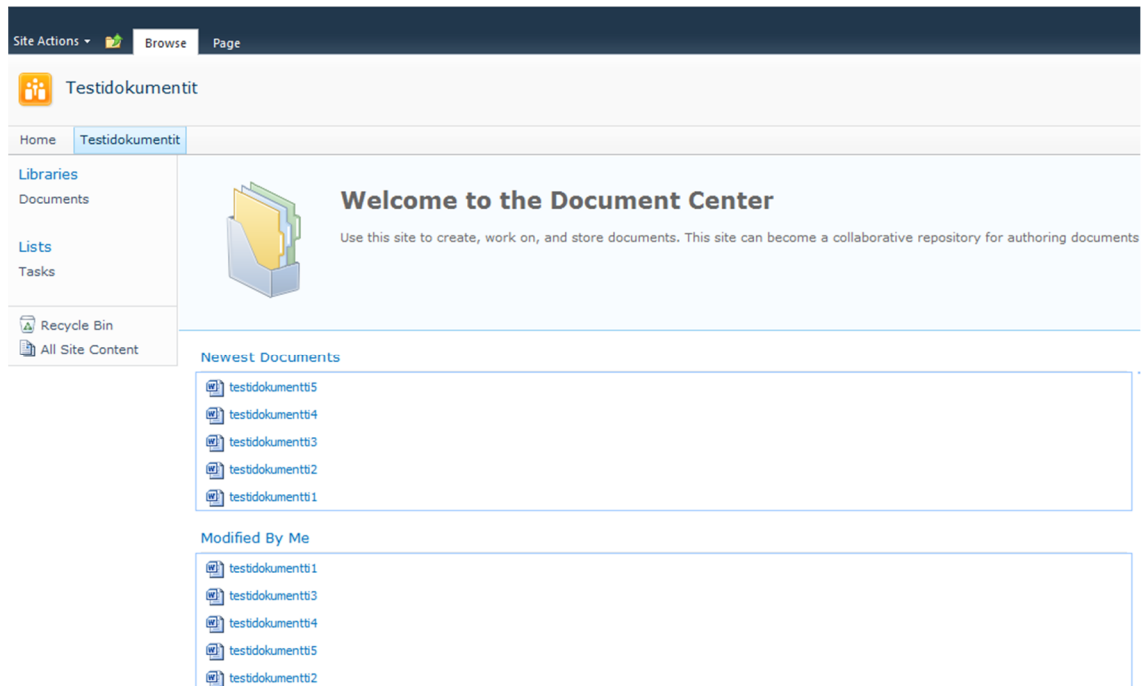 Site Actions Browse Page
Testidokumentit
Home Testidokumentit
Libraries
Documents
Lists
Tasks
Recycle Bin
All Site Content
Welcome to the Document Center
Use this site to create, work on, and store documents. This site can become a collaborative repository for authoring documents
Newest Documents
testidokumentti5
testidokumentti4
testidokumentti3
testidokumentti2
testidokumentti1
Modified By Me
testidokumentti1
testidokumentti3
testidokumentti4
testidokumentti5
testidokumentti2